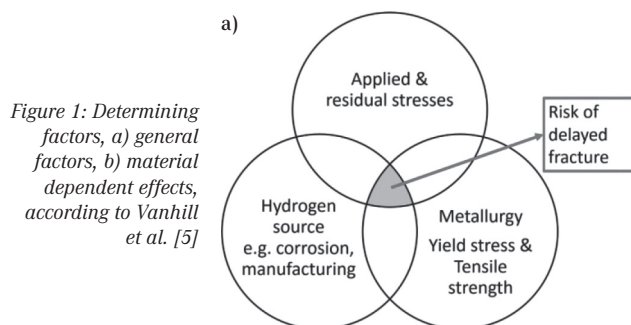 a)
Applied &
residual stresses
Risk of
delayed
fracture
Hydrogen
source
e.g. corrosion,
manufacturing
Metallurgy
Yield stress &
Tensile
strength
Figure 1: Determining
factors, a) general
factors, b) material
dependent effects,
according to Vanhill
et al. [5]